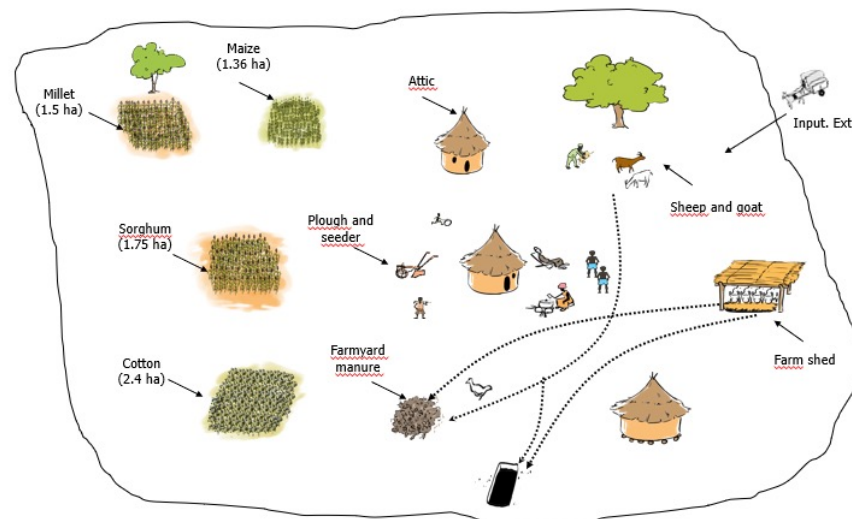 Maize
(1.36 ha)
Millet
(1.5 ha)
Attic
?
Input. Ext
Sheep and goat
Sorghum
(1.75 ha)
Plough and
seeder
Farm shed
Cotton
(2.4 ha)
Farmyard
manure